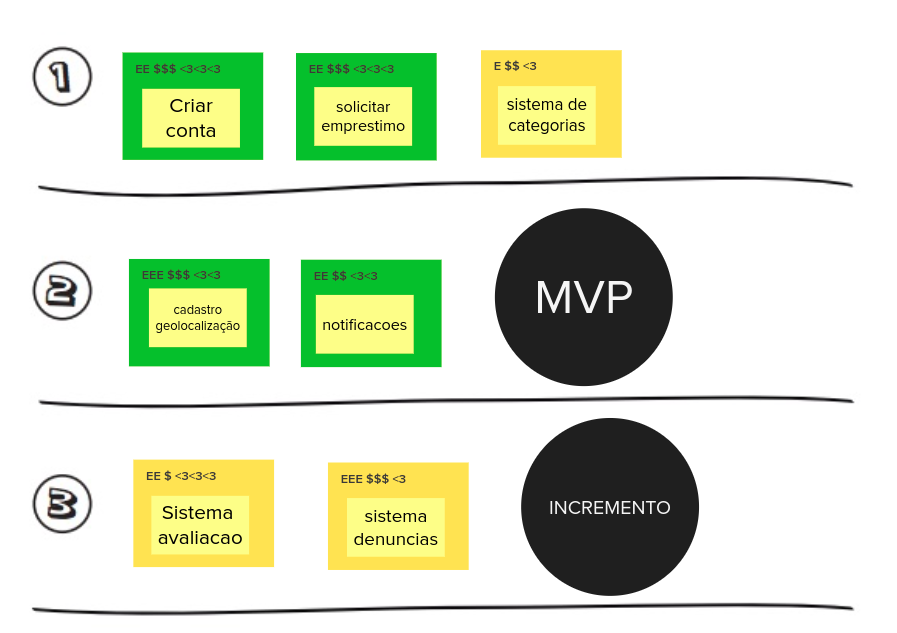 1
EE $$$ <3<3<3
Criar
conta
EE $$$ <3<3<3
solicitar
emprestimo
E $$ <3
sistema de
categorias
2
EEE $$$ <3<3
cadastro
geolocalização
EE $$ <3<3
notificacoes
MVP
3
EE $ <3<3<3
Sistema
avaliacao
EEE $$$ <3
sistema
denuncias
INCREMENTO